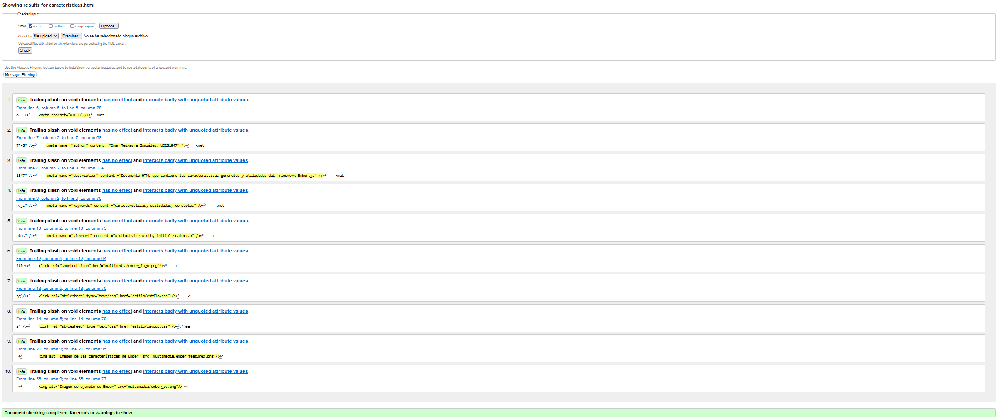 Showing results for caracteristicas.html
Checker Input
Show source outline image report Options...
Check by file upload Examinar... No se ha seleccionado ningún archivo.
Uploaded files with .xhtml or .xht extensions are parsed using the XML parser.
Check
Use the Message Filtering button below to hide/show particular messages, and to see total counts of errors and warnings.
Message Filtering
1. Info Trailing slash on void elements has no effect and interacts badly with unquoted attribute values.
From line 6, column 5; to line 6, column 28
o -->↩ <meta charset="UTF-8" />↩ <met
2. Info Trailing slash on void elements has no effect and interacts badly with unquoted attribute values.
From line 7, column 2; to line 7, column 68
TF-8" />↩ <meta name ="author" content ="Omar Teixeira González, UO281847" />↩ <met
3. Info Trailing slash on void elements has no effect and interacts badly with unquoted attribute values.
From line 8, column 2; to line 8, column 134
1847" />↩ <meta name ="description" content ="Documento HTML que contiene las características generales y utilidades del framework Ember.js" />↩ <met
4. Info Trailing slash on void elements has no effect and interacts badly with unquoted attribute values.
From line 9, column 2; to line 9, column 76
r.js" />↩ <meta name ="keywords" content ="características, utilidades, conceptos" />↩ <met
5. Info Trailing slash on void elements has no effect and interacts badly with unquoted attribute values.
From line 10, column 2; to line 10, column 75
ptos" />↩ <meta name ="viewport" content ="width=device-width, initial-scale=1.0" />↩ <
6. Info Trailing slash on void elements has no effect and interacts badly with unquoted attribute values.
From line 12, column 5; to line 12, column 64
itle>↩ <link rel="shortcut icon" href="multimedia/ember_logo.png"/>↩ <
7. Info Trailing slash on void elements has no effect and interacts badly with unquoted attribute values.
From line 13, column 5; to line 13, column 70
ng"/>↩ <link rel="stylesheet" type="text/css" href="estilo/estilo.css" />↩ <
8. Info Trailing slash on void elements has no effect and interacts badly with unquoted attribute values.
From line 14, column 5; to line 14, column 70
s" />↩ <link rel="stylesheet" type="text/css" href="estilo/layout.css" />↩</hea
9. Info Trailing slash on void elements has no effect and interacts badly with unquoted attribute values.
From line 21, column 9; to line 21, column 95
↩ <img alt="Imagen de las características de Ember" src="multimedia/ember_features.png"/>↩
10. Info Trailing slash on void elements has no effect and interacts badly with unquoted attribute values.
From line 56, column 9; to line 56, column 77
↩ <img alt="Imagen de ejemplo de Ember" src="multimedia/ember_pc.png"/> ↩
Document checking completed. No errors or warnings to show.